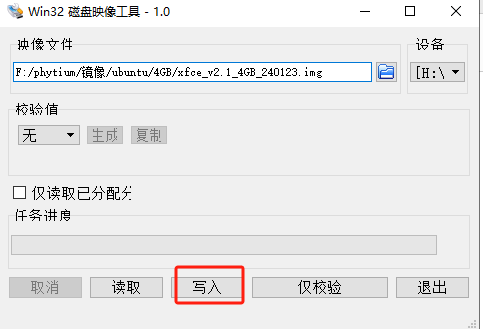 Win32 磁盘映像工具 - 1.0
映像文件
设备
F:/phytium/镜像/ubuntu/4GB/xfce_v2.1_4GB_240123.img
[H:\
校验值
无
生成
复制
仅读取已分配分
任务进度
取消
读取
写入
仅校验
退出